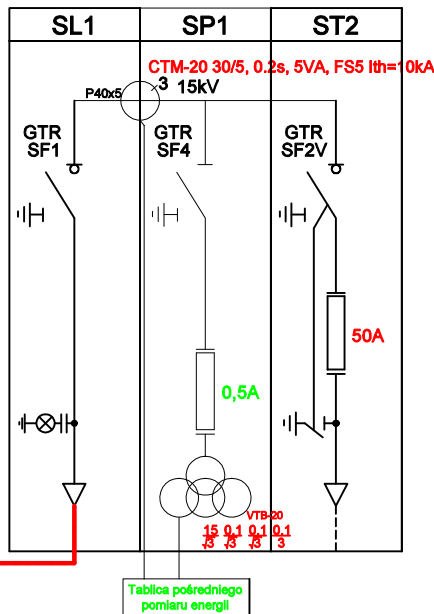 SL1 SP1 ST2
CTM-20 30/5, 0.2s, 5VA, FS5 Ith=10kA
P40x5 3 15kV
GTR
SF1
GTR
SF4
GTR
SF2V
50A
0,5A
VTB-20
15 0.1 0.1 0.1
√3 √3 √3 3
Tablica pośredniego
pomiaru energii